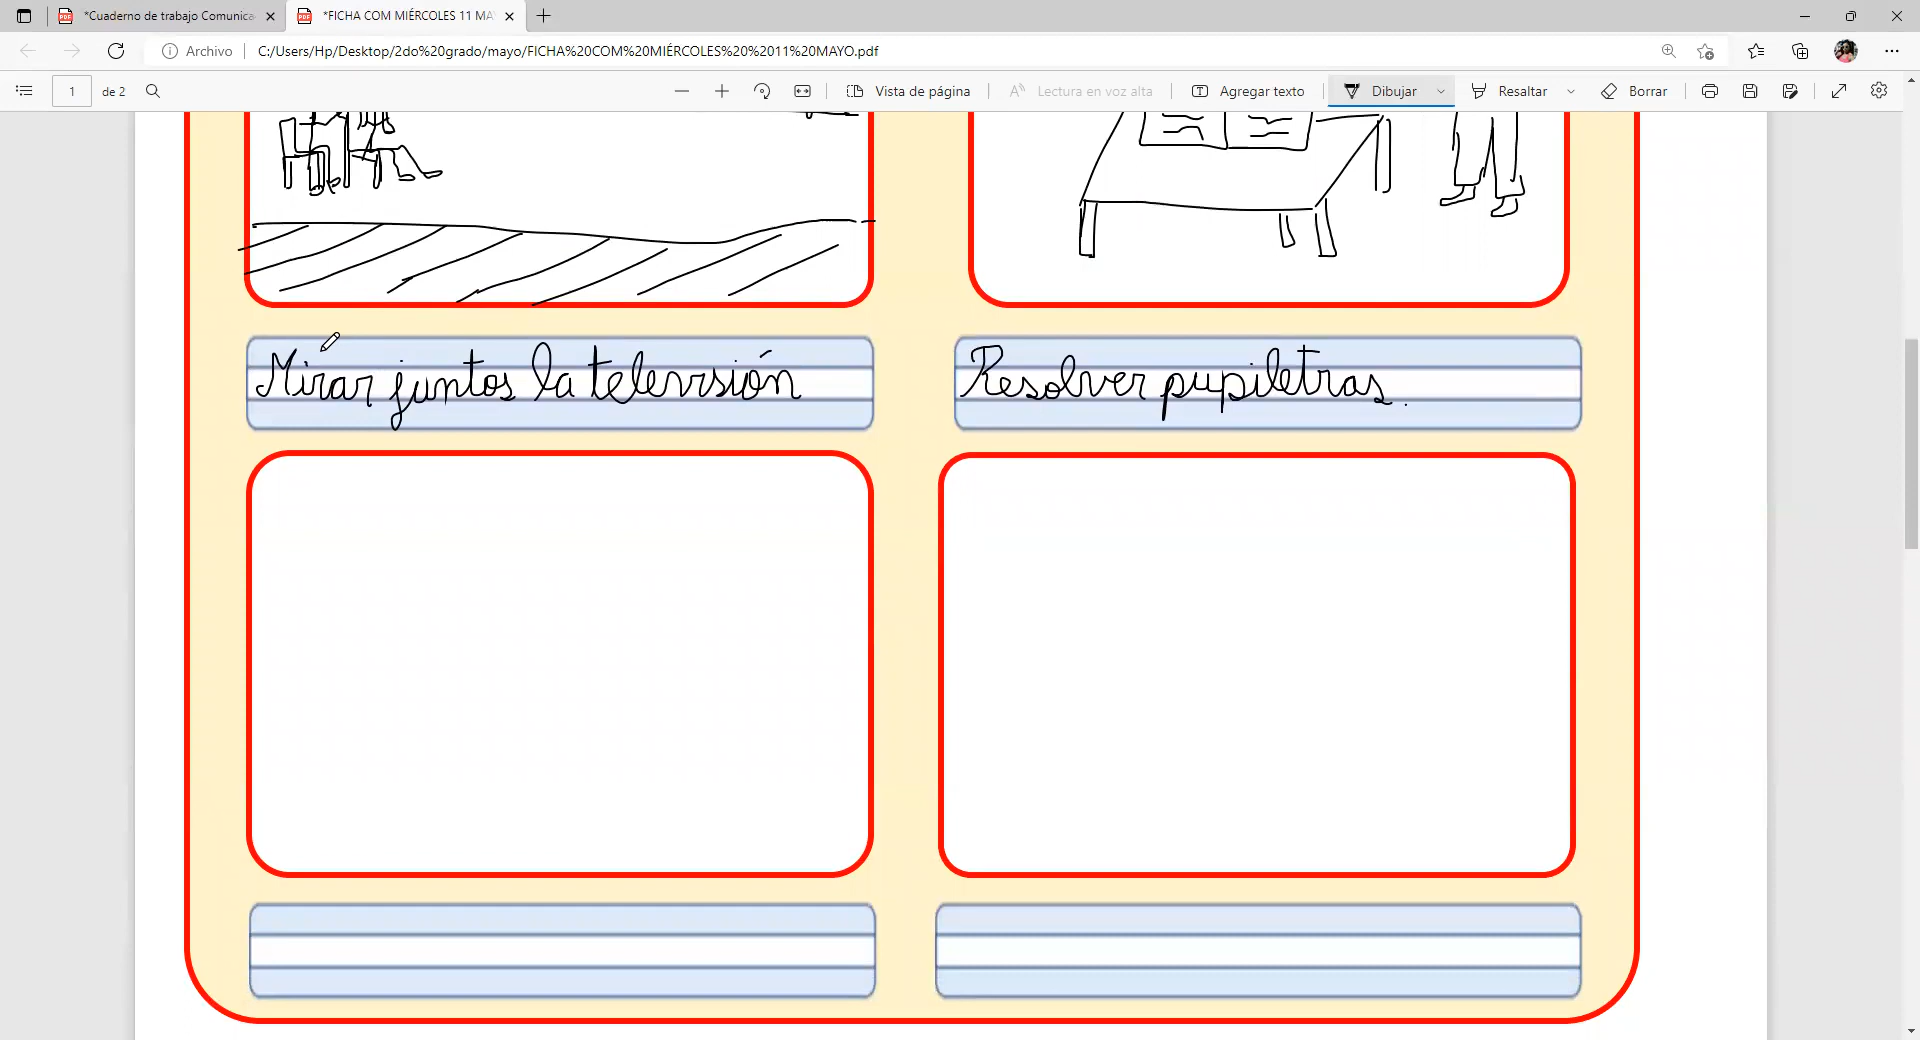 *Cuaderno de trabajo Comunica
*FICHA COM MIÉRCOLES 11 MA
Archivo
C:/Users/Hp/Desktop/2do%20grado/mayo/FICHA%20COM%20MIÉRCOLES%20%2011%20MAYO.pdf
1 de 2
Vista de página
Lectura en voz alta
Agregar texto
Dibujar
Resaltar
Borrar
Mirar juntos la televisión
Resolver pupiletras.